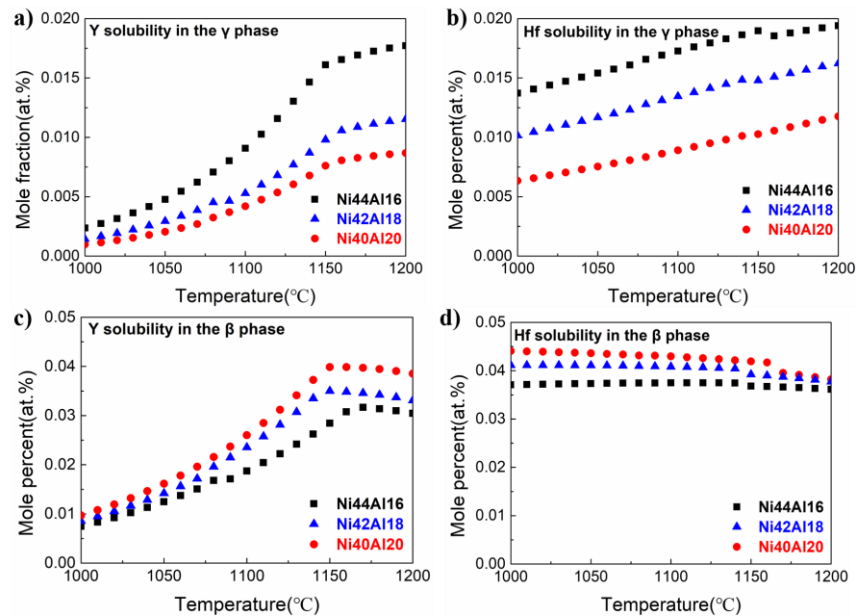 a)
Y solubility in the γ phase
0.020
0.015
0.010
0.005
0.000
Mole fraction(at.%)
Ni44Al16
Ni42Al18
Ni40Al20
1000 1050 1100 1150 1200
Temperature(℃)
b)
Hf solubility in the γ phase
0.020
0.015
0.010
0.005
0.000
Mole percent(at.%)
Ni44Al16
Ni42Al18
Ni40Al20
1000 1050 1100 1150 1200
Temperature(℃)
c)
Y solubility in the β phase
0.05
0.04
0.03
0.02
0.01
0.00
Mole percent(at.%)
Ni44Al16
Ni42Al18
Ni40Al20
1000 1050 1100 1150 1200
Temperature(℃)
d)
Hf solubility in the β phase
0.05
0.04
0.03
0.02
0.01
0.00
Mole percent(at.%)
Ni44Al16
Ni42Al18
Ni40Al20
1000 1050 1100 1150 1200
Temperature(℃)